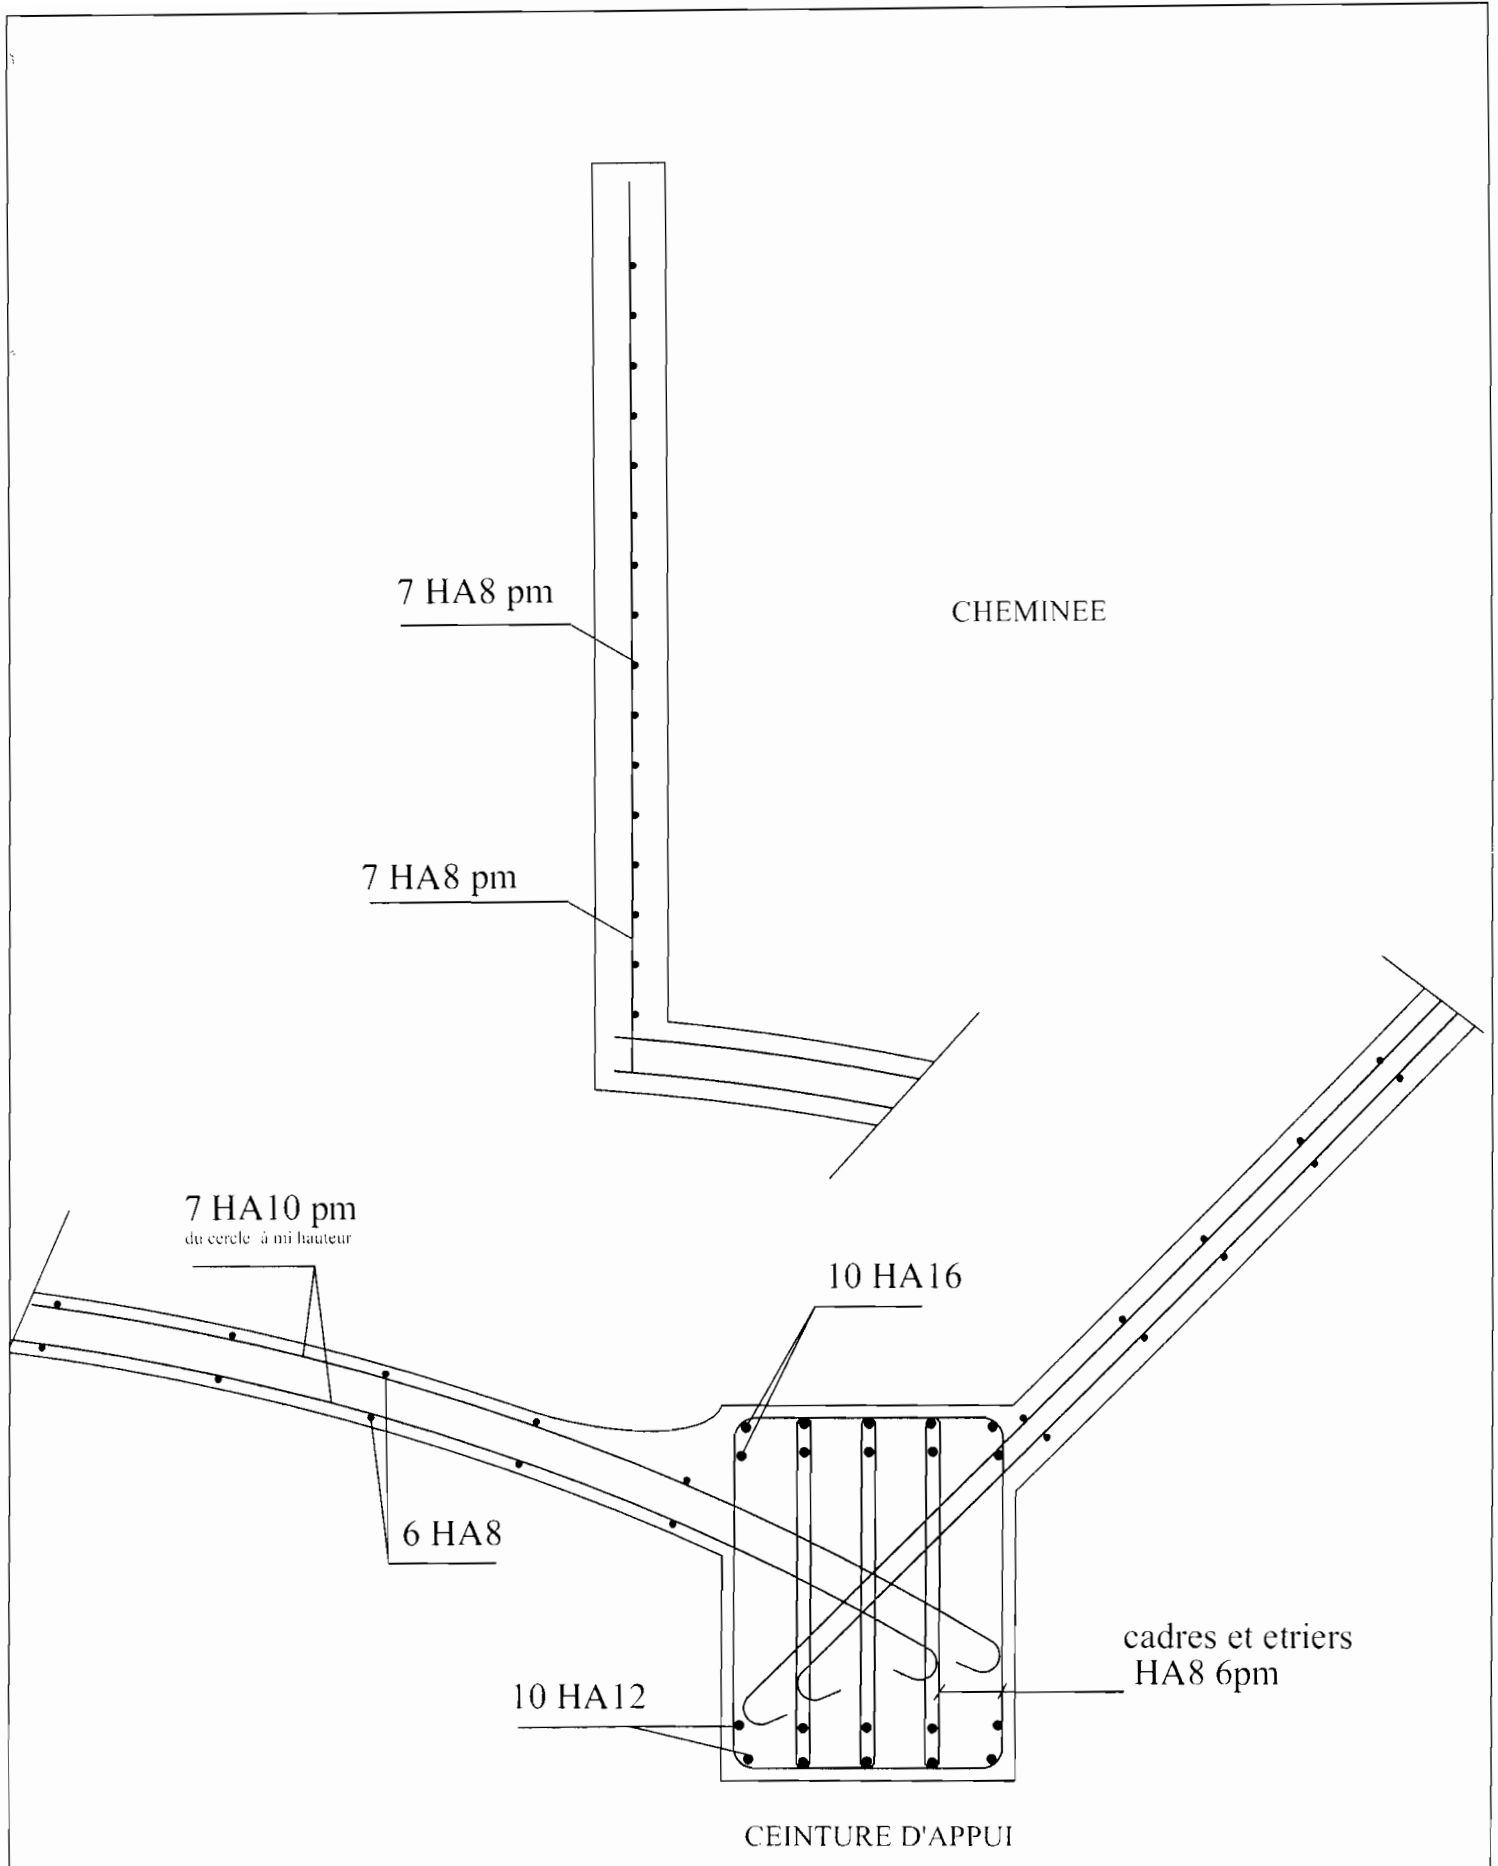 7 HA8 pm
CHEMINEE
7 HA8 pm
7 HA10 pm
du cercle à mi hauteur
10 HA16
6 HA8
cadres et etriers
HA8 6pm
10 HA12
CEINTURE D'APPUI